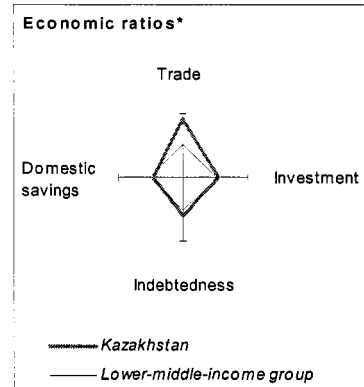 Economic ratios*
Trade
Domestic
savings
Investment
Indebtedness
Kazakhstan
Lower-middle-income group